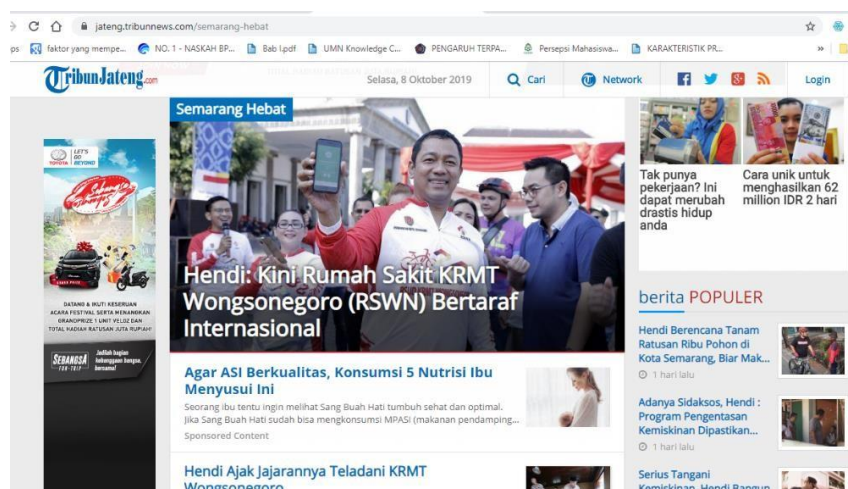 jateng.tribunnews.com/semarang-hebat
ps faktor yang mempe... NO. 1 - NASKAH BP... Bab I.pdf UMN Knowledge C... PENGARUH TERPA... Persepsi Mahasiswa... KARAKTERISTIK PR... »
TribunJateng.com Selasa, 8 Oktober 2019 Cari Network Login
Semarang Hebat
Hendi: Kini Rumah Sakit KRMT
Wongsonegoro (RSWN) Bertaraf
Internasional
Agar ASI Berkualitas, Konsumsi 5 Nutrisi Ibu
Menyusui Ini
Seorang ibu tentu ingin melihat Sang Buah Hati tumbuh sehat dan optimal.
Jika Sang Buah Hati sudah bisa mengkonsumsi MPASI (makanan pendamping...
Sponsored Content
Hendi Ajak Jajarannya Teladani KRMT
Wongsonegoro
TOYOTA
LET'S
GO
BEYOND
DATANG & IKUTI KESERUAN
ACARA FESTIVAL SERTA MENANGKAN
GRANDPRIZE 1 UNIT VELOZ DAN
TOTAL HADIAH RATUSAN JUTA RUPIAH!
SEBANGSA
FUN-TRIP
Jadilah bagian
kebanggaan bangsa,
bersama!
Tak punya
pekerjaan? Ini
dapat merubah
drastis hidup
anda
Cara unik untuk
menghasilkan 62
million IDR 2 hari
berita POPULER
Hendi Berencana Tanam
Ratusan Ribu Pohon di
Kota Semarang, Biar Mak...
1 hari lalu
Adanya Sidaksos, Hendi :
Program Pengentasan
Kemiskinan Dipastikan...
1 hari lalu
Serius Tangani
Kemiskinan, Hendi Bangun